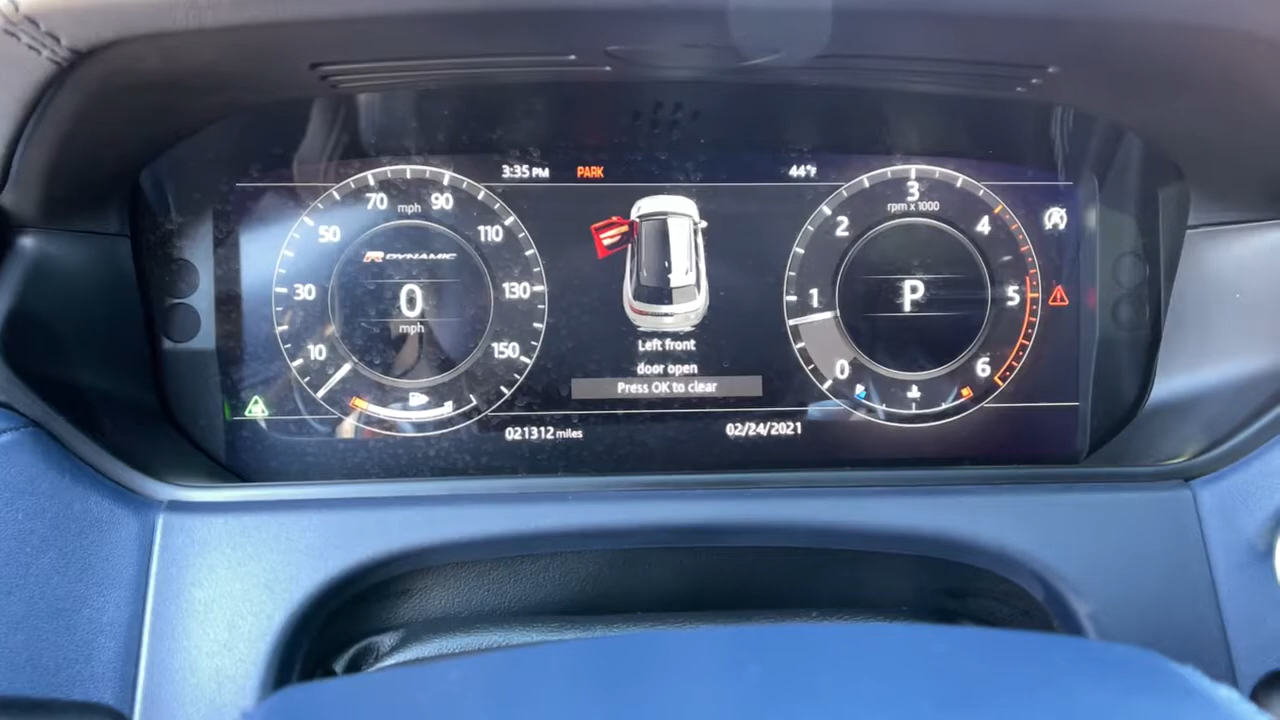 3:35 PM PARK 44°F
70 mph 90
50 110
R DYNAMIC
30 0 130
mph
10 150
Left front
door open
Press OK to clear
3
rpm x 1000
2 4
1 P 5
0 6
021312 miles 02/24/2021